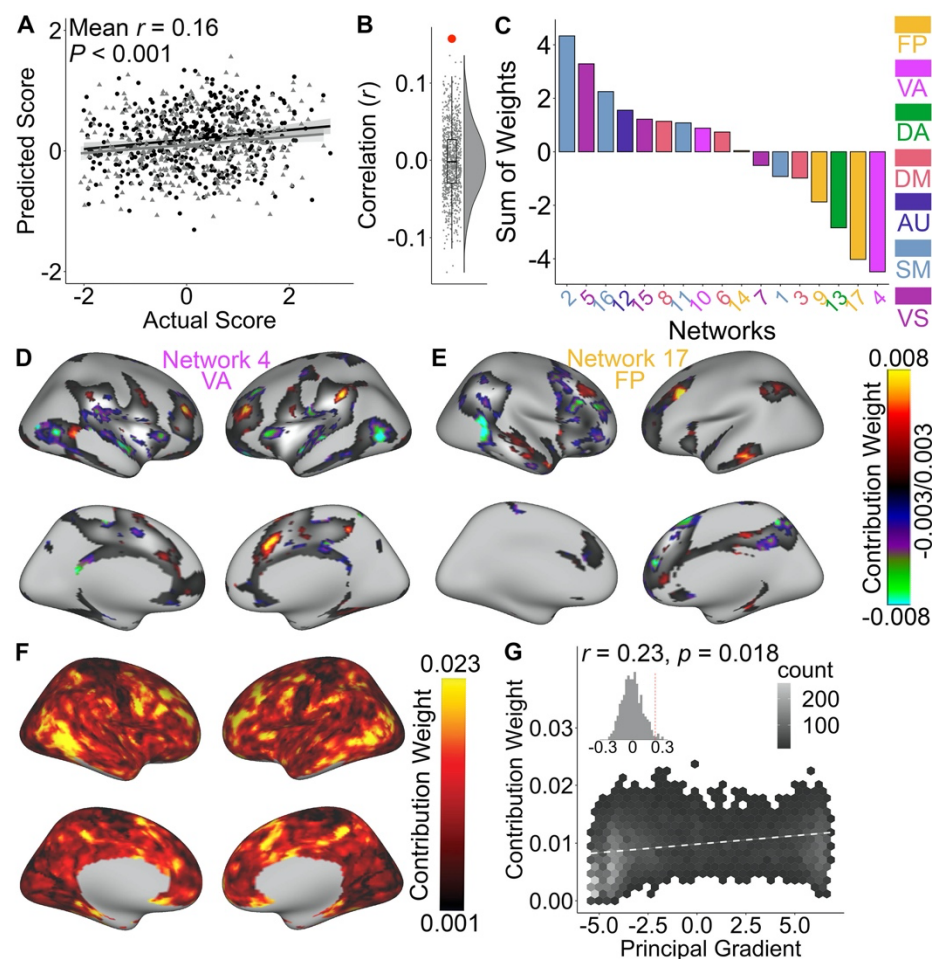 A
Mean r = 0.16
P < 0.001
2
0
-2
Predicted Score
-2
0
2
Actual Score
B
0.1
0.0
-0.1
Correlation (r)
C
4
2
0
-2
-4
Sum of Weights
2 5 16 12 15 8 11 10 6 14 7 1 3 9 13 17 4
Networks
FP
VA
DA
DM
AU
SM
VS
D
Network 4
VA
E
Network 17
FP
0.008
-0.003/0.003
-0.008
Contribution Weight
F
0.023
0.001
Contribution Weight
G
r = 0.23, p = 0.018
count
200
100
-0.3 0 0.3
0.03
0.02
0.01
0.00
Contribution Weight
-5.0 -2.5 0.0 2.5 5.0
Principal Gradient